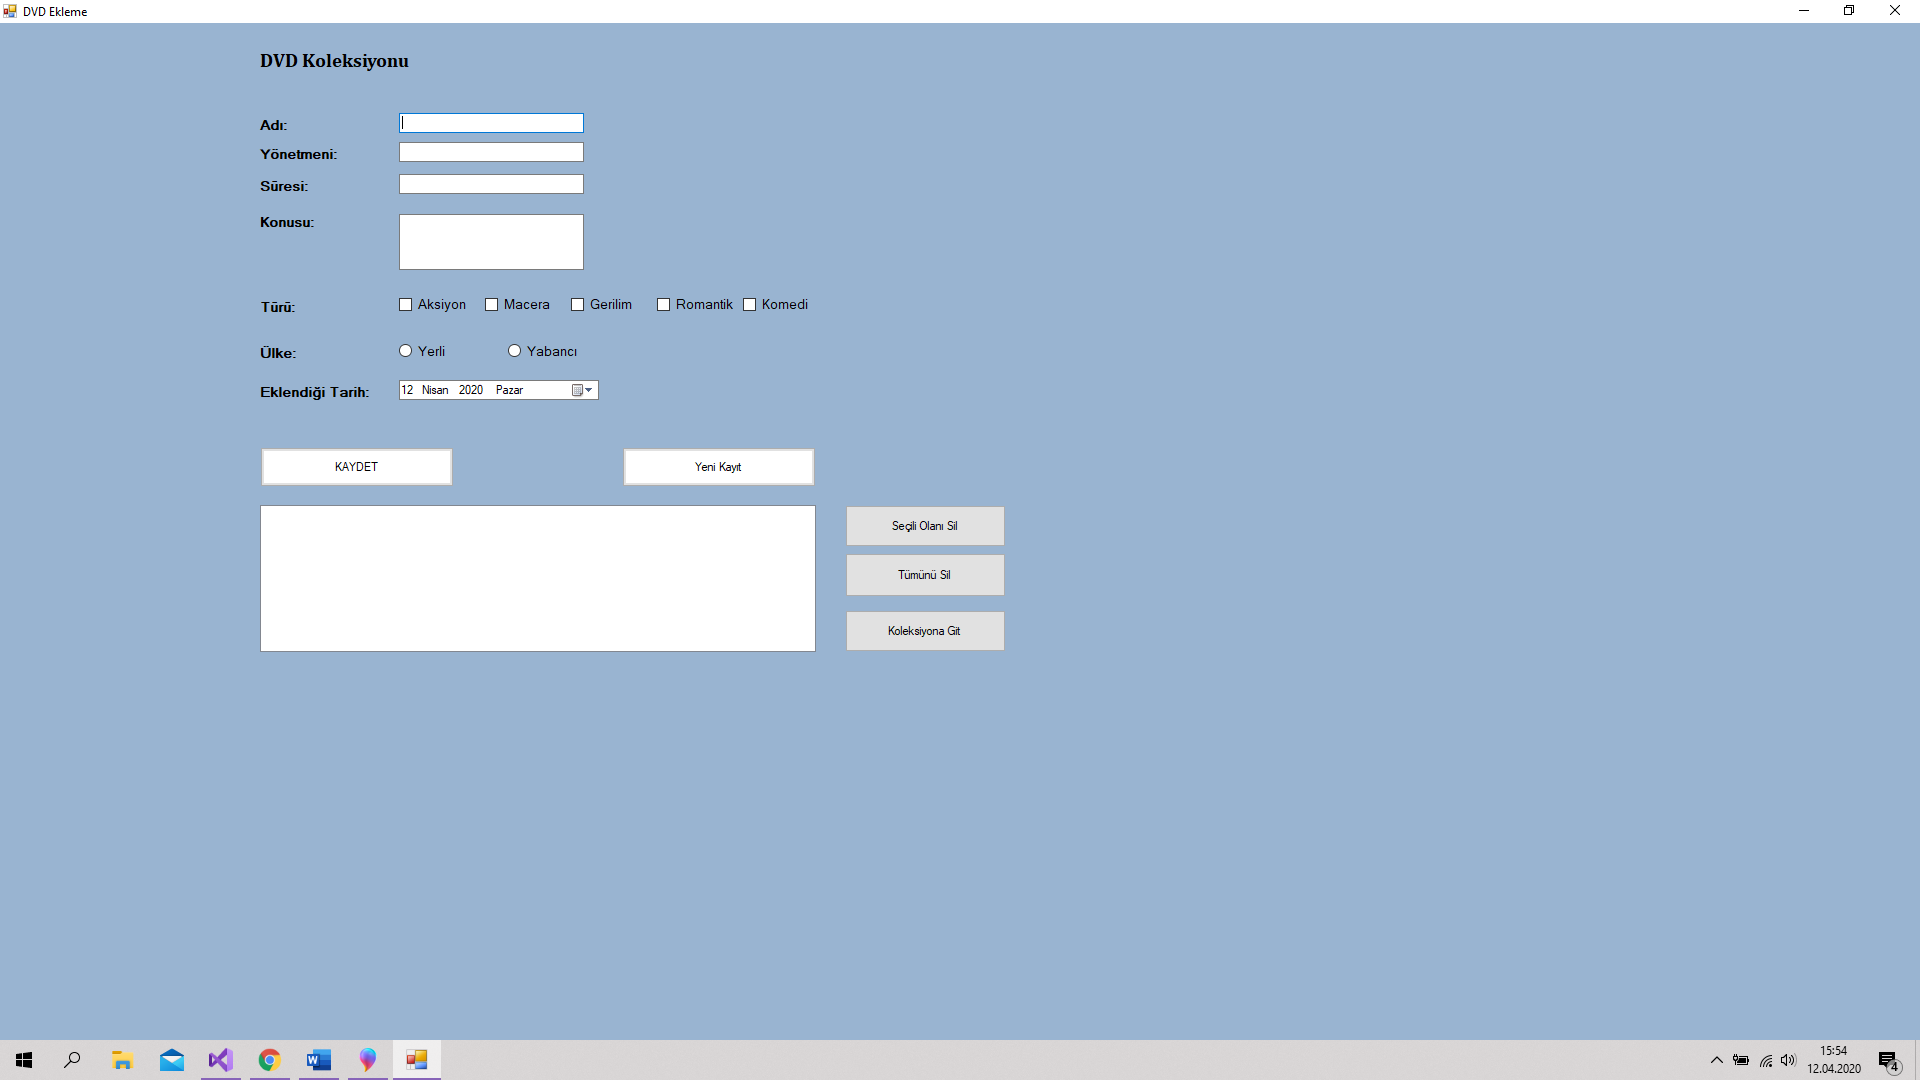 DVD Ekleme
DVD Koleksiyonu
Adı:
Yönetmeni:
Süresi:
Konusu:
Türü: Aksiyon Macera Gerilim Romantik Komedi
Ülke: Yerli Yabancı
Eklendiği Tarih: 12 Nisan 2020 Pazar
KAYDET Yeni Kayıt
Seçili Olanı Sil
Tümünü Sil
Koleksiyona Git
15:54
12.04.2020
4